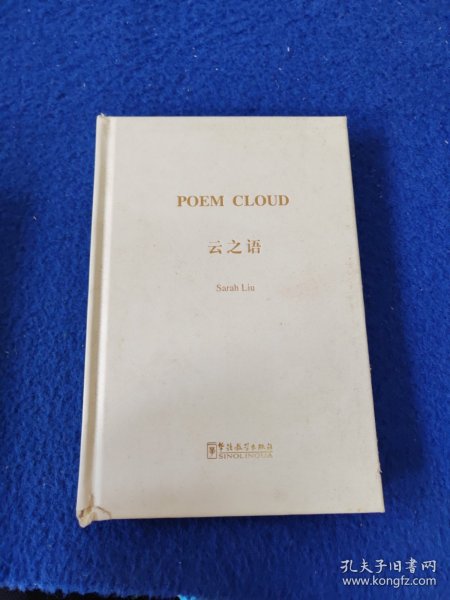 POEM CLOUD
云之语
Sarah Liu
华语教学出版社
SINOLINGUA
孔夫子旧书网
www.kongfz.com